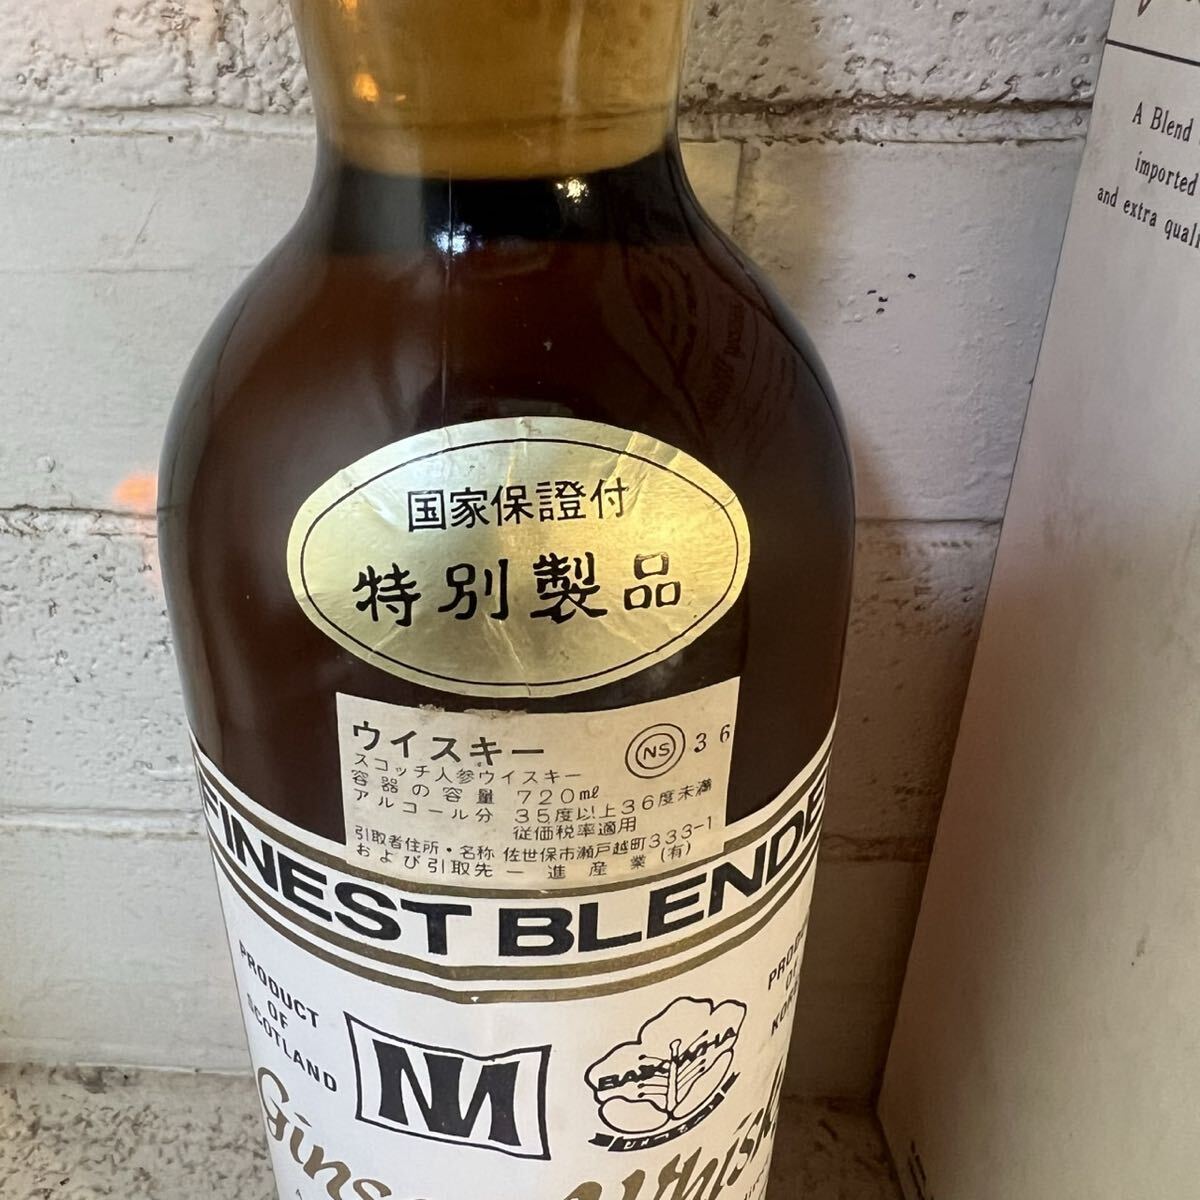 国家保證付
特別製品
ウイスキー
NS 36
スコッチ人参ウイスキー
容器の容量 720ml
アルコール分 35度以上36度未満
従価税率適用
引取者住所・名称 佐世保市瀬戸越町333-1
および引取先 一進産業(有)
FINEST BLENDE
PRODUCT
OF
SCOTLAND
NM
BAIKWHA
OF
A Blend
imported
and extra